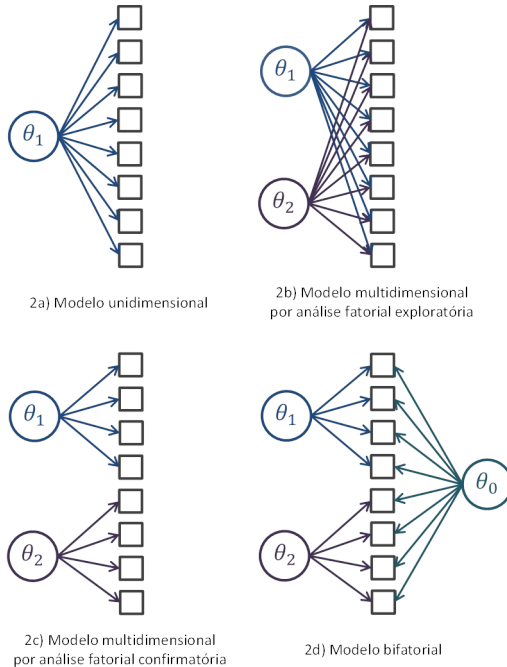 θ₁
θ₁
θ₂
2a) Modelo unidimensional
2b) Modelo multidimensional
por análise fatorial exploratória
θ₁
θ₂
θ₁
θ₂
θ₀
2c) Modelo multidimensional
por análise fatorial confirmatória
2d) Modelo bifatorial